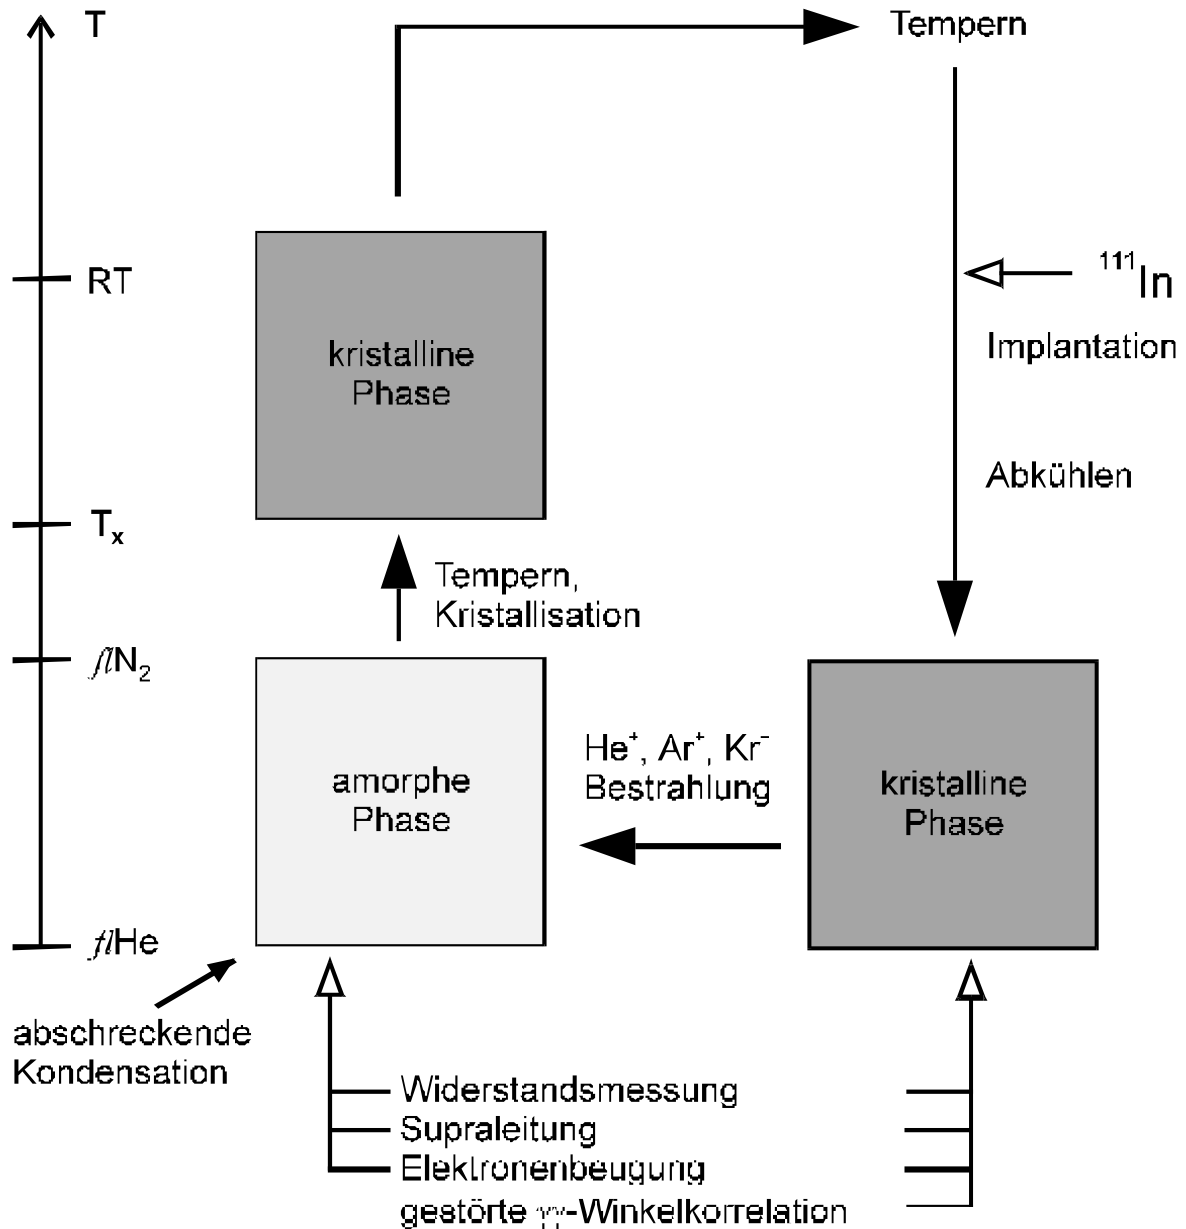 T
Tempern
RT
¹¹¹In
Implantation
kristalline
Phase
Abkühlen
Tₓ
Tempern,
Kristallisation
flN₂
He⁺, Ar⁺, Kr⁻
Bestrahlung
amorphe
Phase
kristalline
Phase
flHe
abschreckende
Kondensation
Widerstandsmessung
Supraleitung
Elektronenbeugung
gestörte γγ-Winkelkorrelation